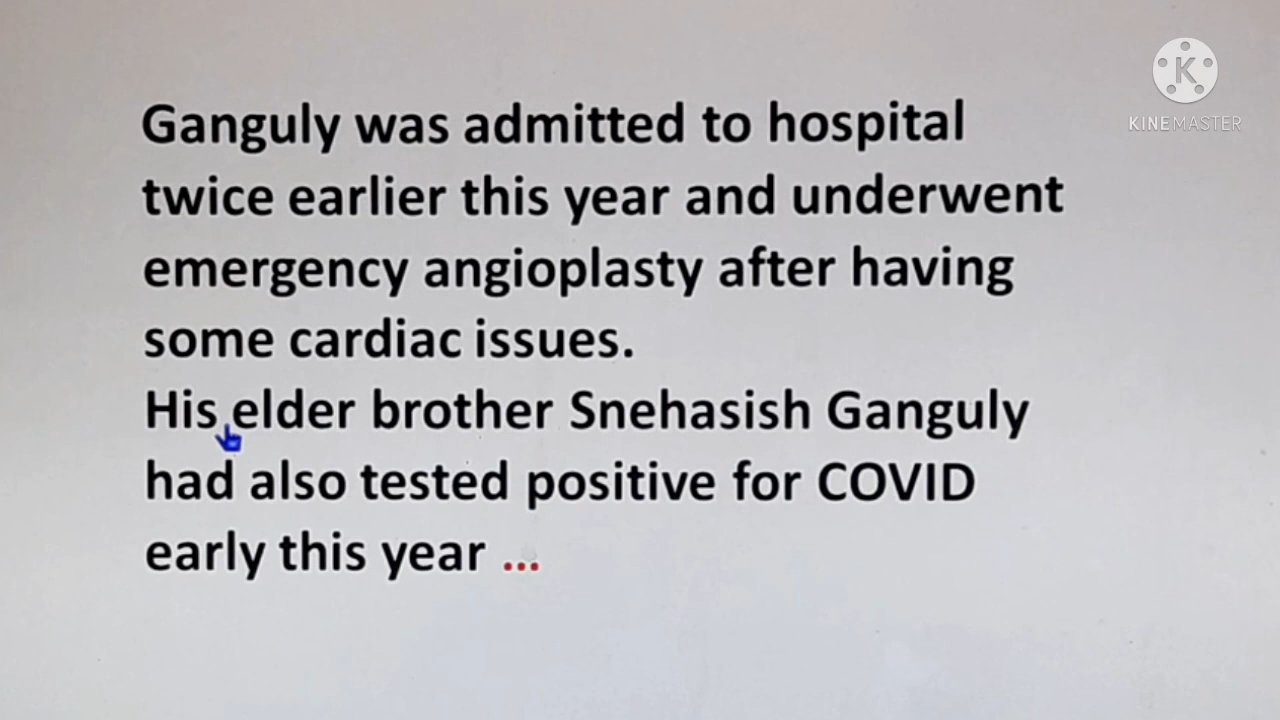 K
KINEMASTER
Ganguly was admitted to hospital
twice earlier this year and underwent
emergency angioplasty after having
some cardiac issues.
His elder brother Snehasish Ganguly
had also tested positive for COVID
early this year ...